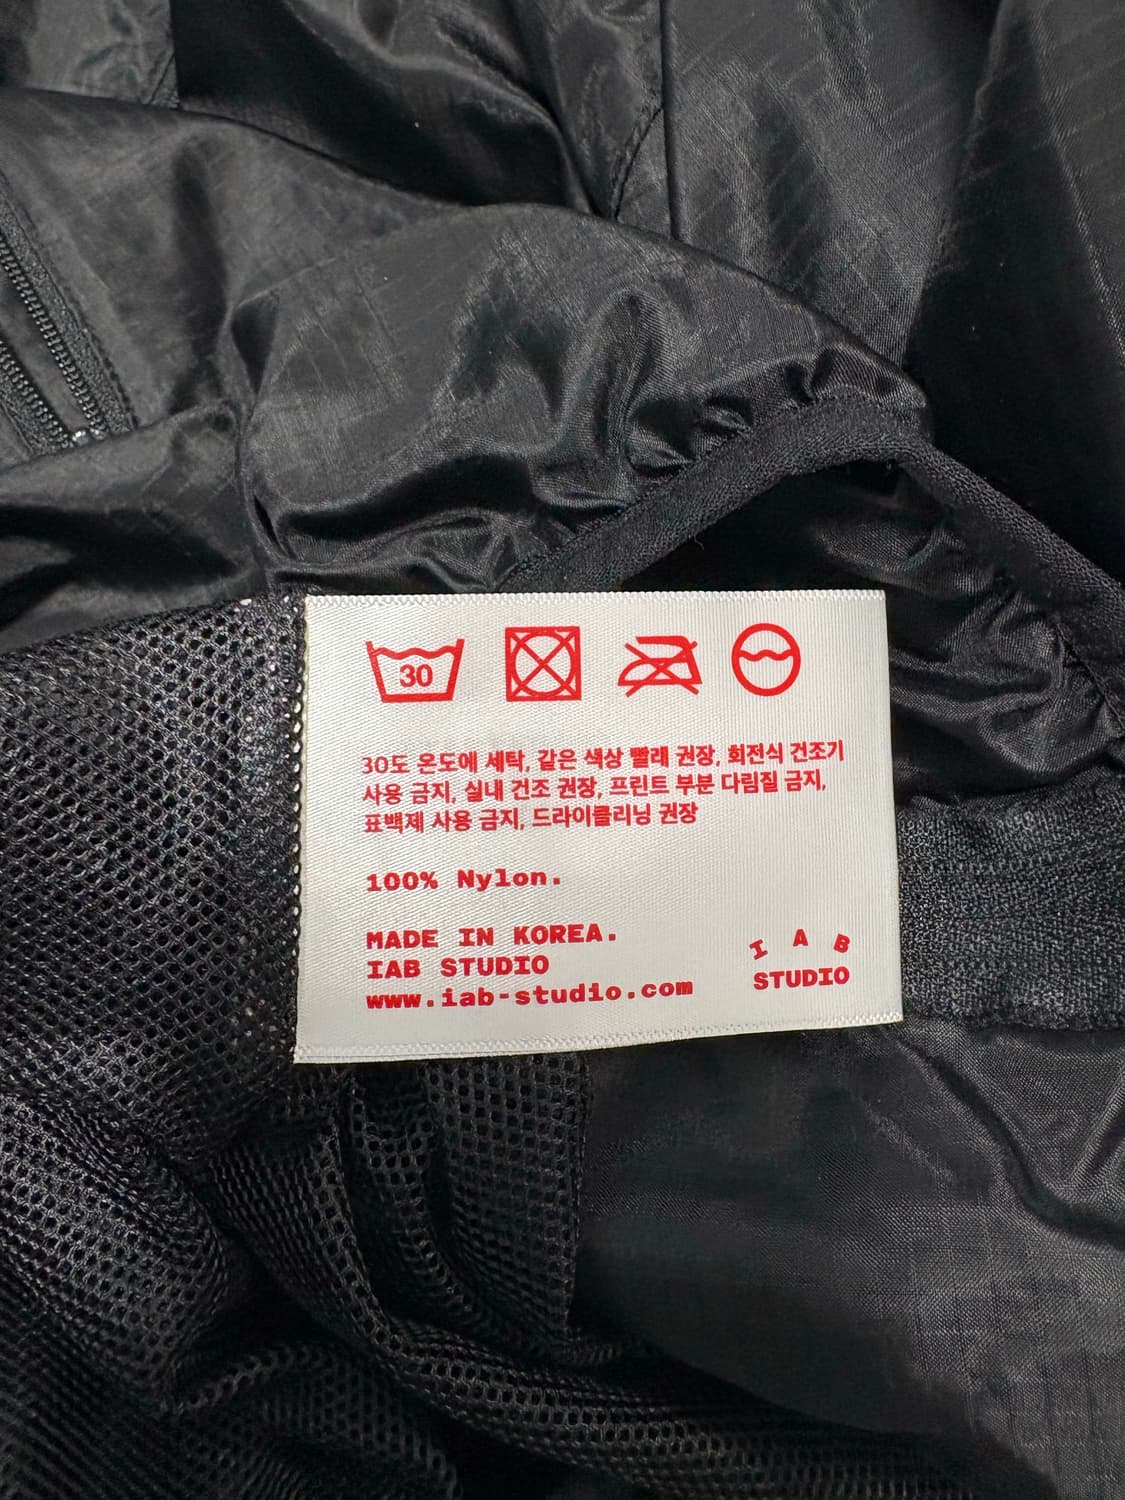 30
30도 온도에 세탁, 같은 색상 빨래 권장, 회전식 건조기
사용 금지, 실내 건조 권장, 프린트 부분 다림질 금지,
표백제 사용 금지, 드라이클리닝 권장
100% Nylon.
MADE IN KOREA.
IAB STUDIO
www.iab-studio.com
I A B
STUDIO